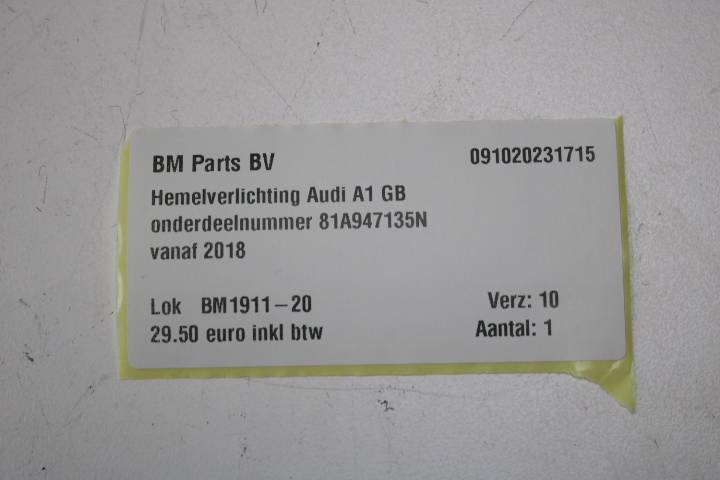 BM Parts BV 091020231715
Hemelverlichting Audi A1 GB
onderdeelnummer 81A947135N
vanaf 2018
Lok BM1911-20 Verz: 10
29.50 euro inkl btw Aantal: 1